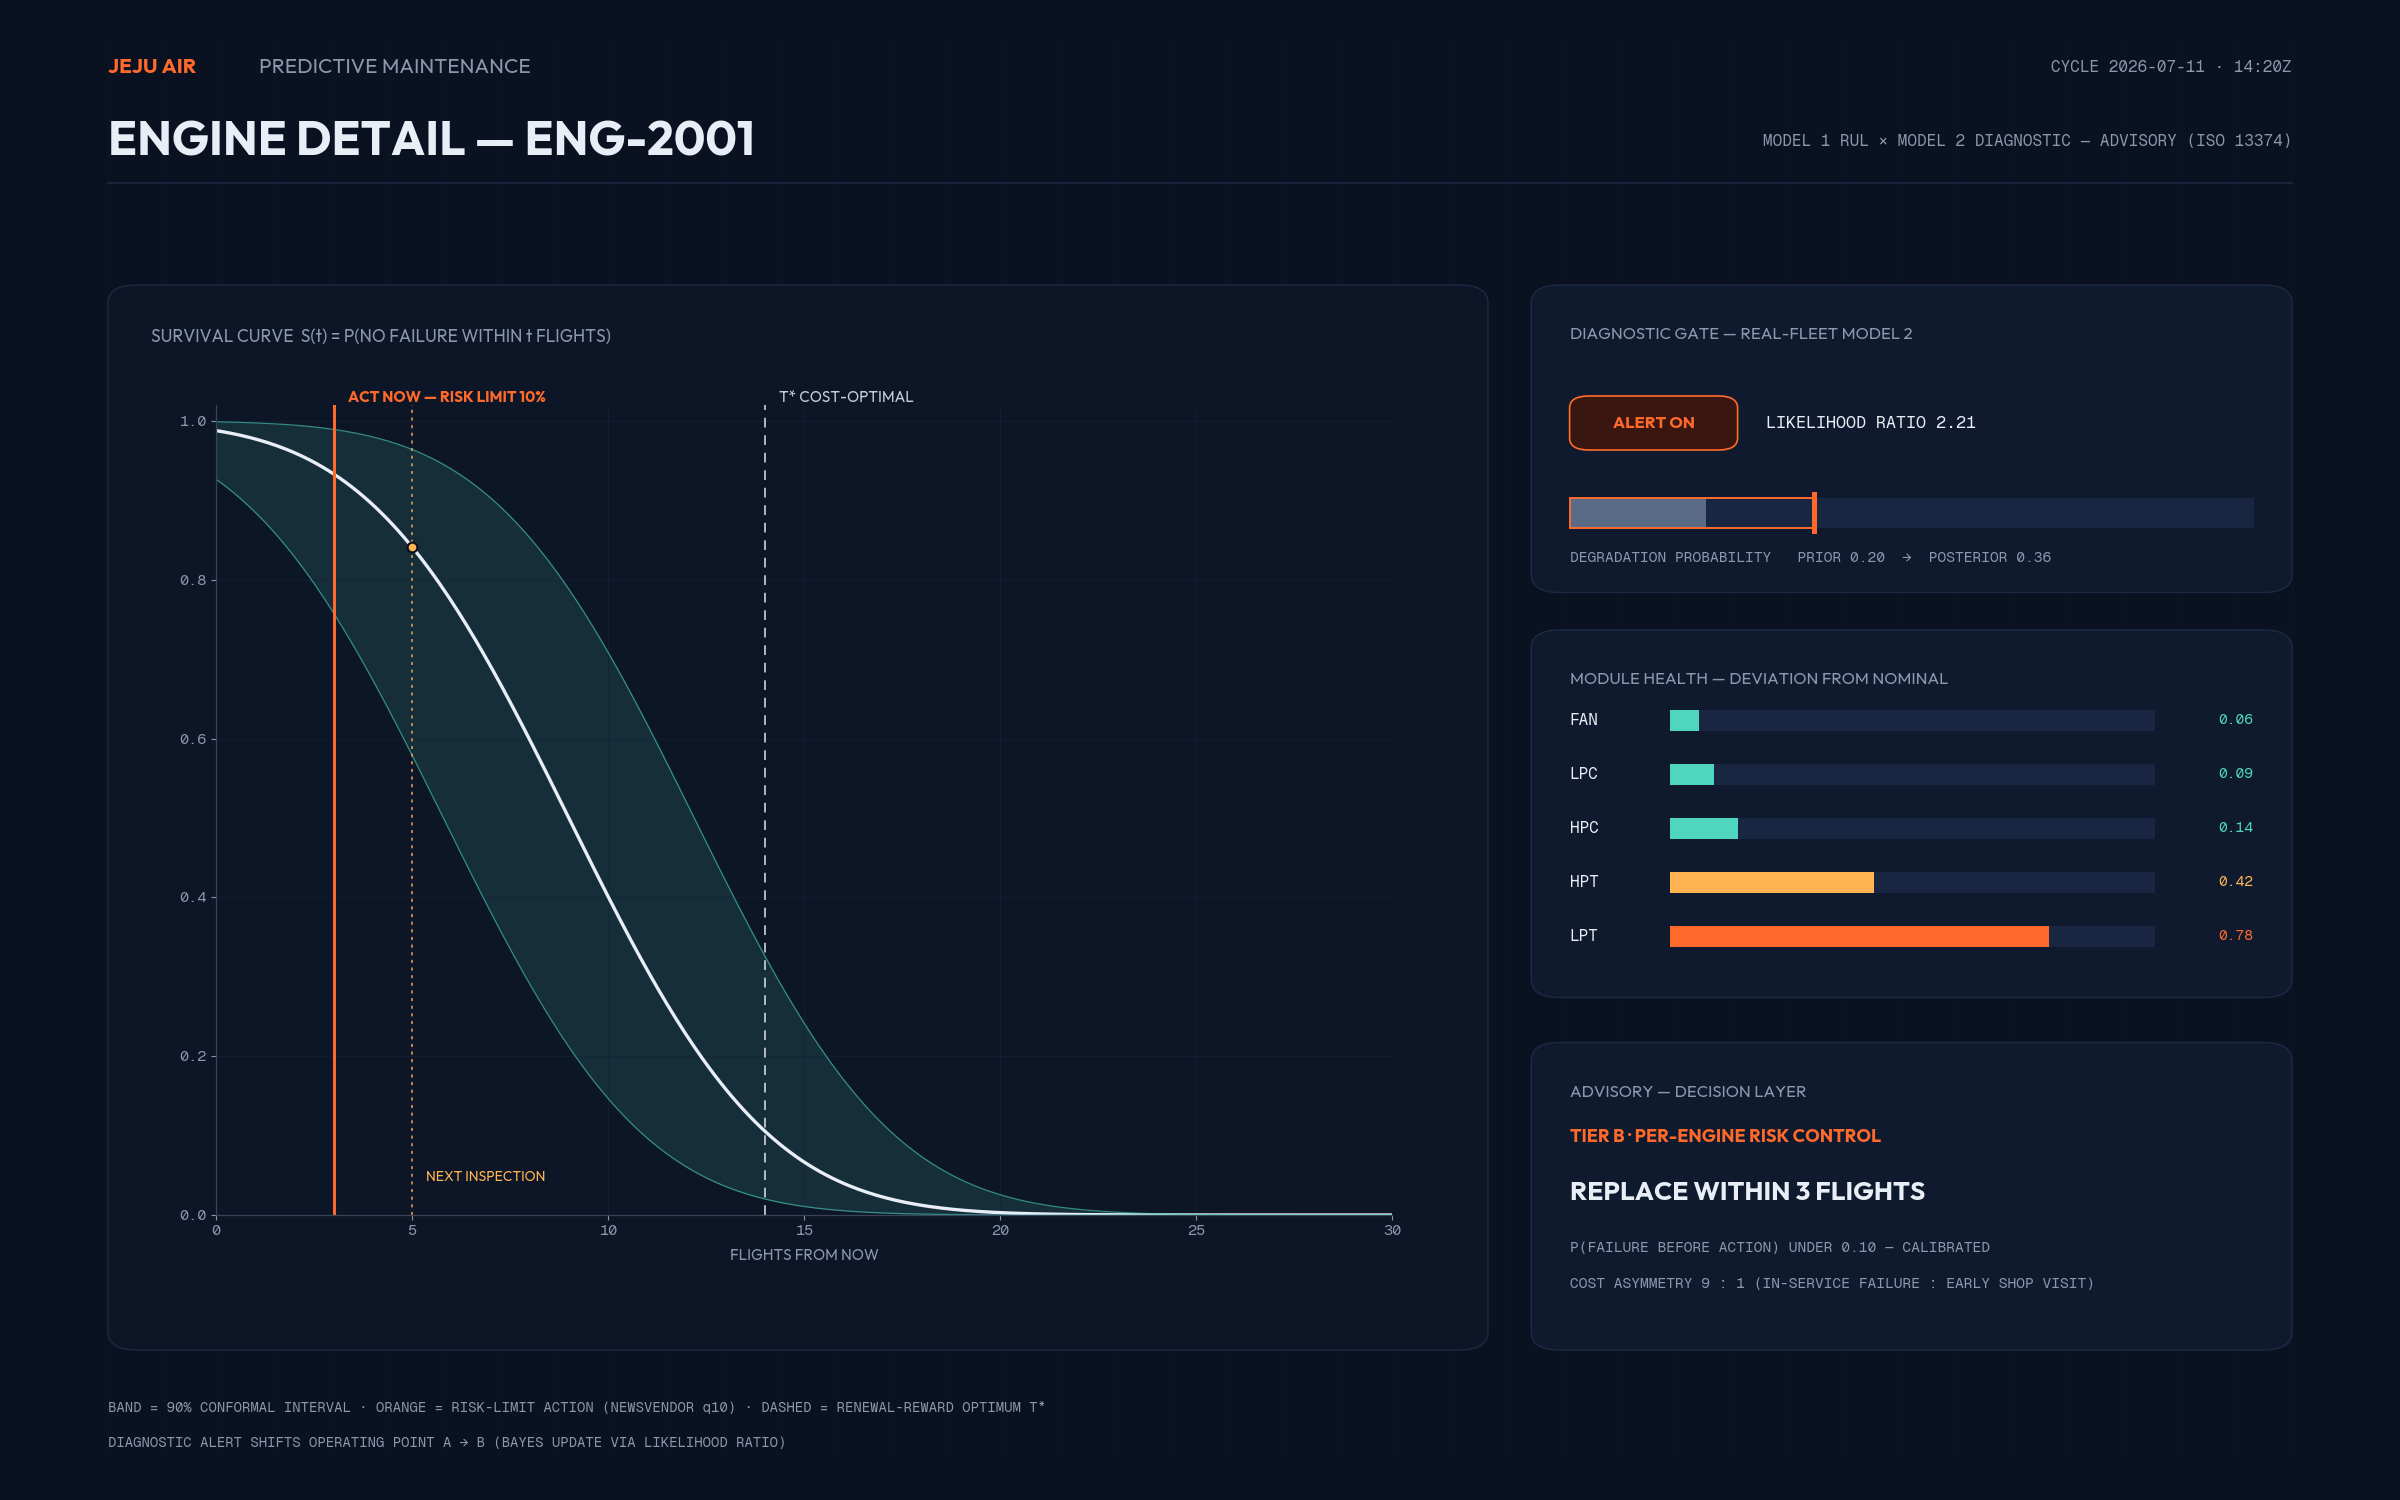 JEJU AIR PREDICTIVE MAINTENANCE
CYCLE 2026-07-11 · 14:20Z
ENGINE DETAIL — ENG-2001
MODEL 1 RUL × MODEL 2 DIAGNOSTIC — ADVISORY (ISO 13374)
SURVIVAL CURVE S(t) = P(NO FAILURE WITHIN t FLIGHTS)
ACT NOW — RISK LIMIT 10%
T* COST-OPTIMAL
1.0
0.8
0.6
0.4
0.2
0.0
NEXT INSPECTION
0 5 10 15 20 25 30
FLIGHTS FROM NOW
DIAGNOSTIC GATE — REAL-FLEET MODEL 2
ALERT ON
LIKELIHOOD RATIO 2.21
DEGRADATION PROBABILITY PRIOR 0.20 → POSTERIOR 0.36
MODULE HEALTH — DEVIATION FROM NOMINAL
FAN 0.06
LPC 0.09
HPC 0.14
HPT 0.42
LPT 0.78
ADVISORY — DECISION LAYER
TIER B · PER-ENGINE RISK CONTROL
REPLACE WITHIN 3 FLIGHTS
P(FAILURE BEFORE ACTION) UNDER 0.10 — CALIBRATED
COST ASYMMETRY 9 : 1 (IN-SERVICE FAILURE : EARLY SHOP VISIT)
BAND = 90% CONFORMAL INTERVAL · ORANGE = RISK-LIMIT ACTION (NEWSVENDOR q10) · DASHED = RENEWAL-REWARD OPTIMUM T*
DIAGNOSTIC ALERT SHIFTS OPERATING POINT A → B (BAYES UPDATE VIA LIKELIHOOD RATIO)